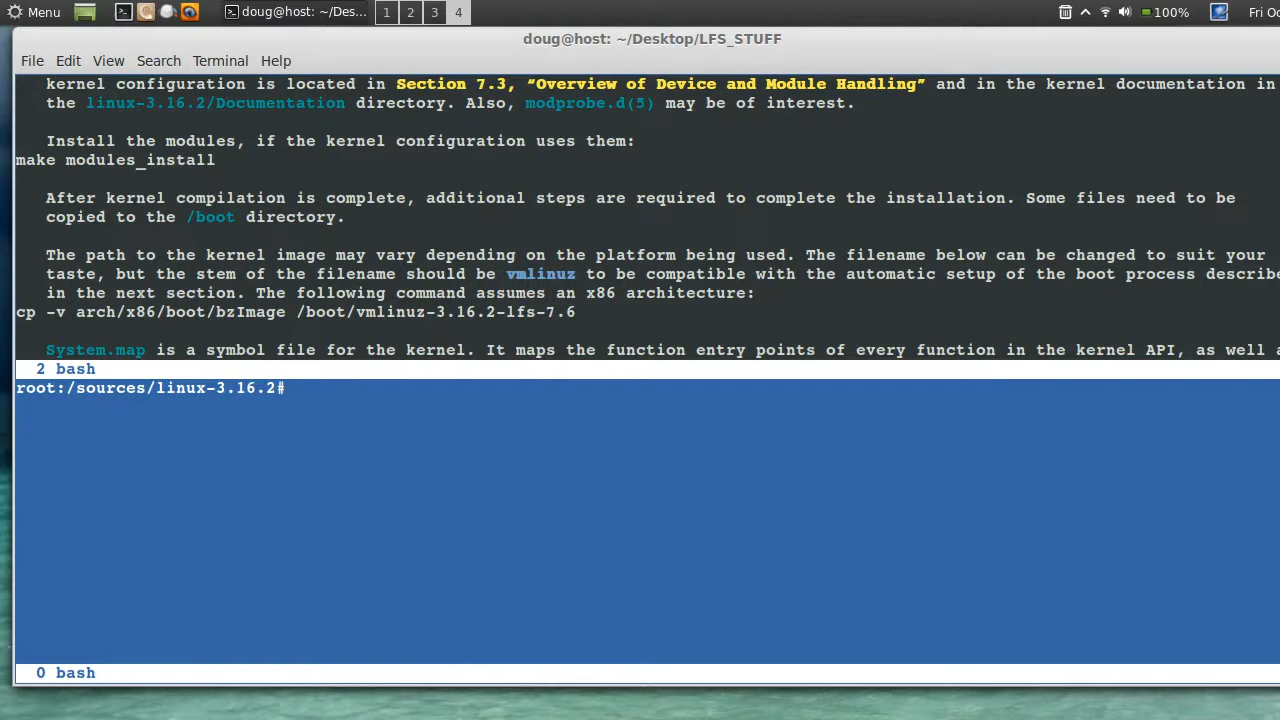 Menu doug@host: ~/Des... 1 2 3 4 100% Fri Oc
doug@host: ~/Desktop/LFS_STUFF
File Edit View Search Terminal Help
kernel configuration is located in Section 7.3, “Overview of Device and Module Handling” and in the kernel documentation in
the linux-3.16.2/Documentation directory. Also, modprobe.d(5) may be of interest.
Install the modules, if the kernel configuration uses them:
make modules_install
After kernel compilation is complete, additional steps are required to complete the installation. Some files need to be
copied to the /boot directory.
The path to the kernel image may vary depending on the platform being used. The filename below can be changed to suit your
taste, but the stem of the filename should be vmlinuz to be compatible with the automatic setup of the boot process describe
in the next section. The following command assumes an x86 architecture:
cp -v arch/x86/boot/bzImage /boot/vmlinuz-3.16.2-lfs-7.6
System.map is a symbol file for the kernel. It maps the function entry points of every function in the kernel API, as well a
2 bash
root:/sources/linux-3.16.2#
0 bash